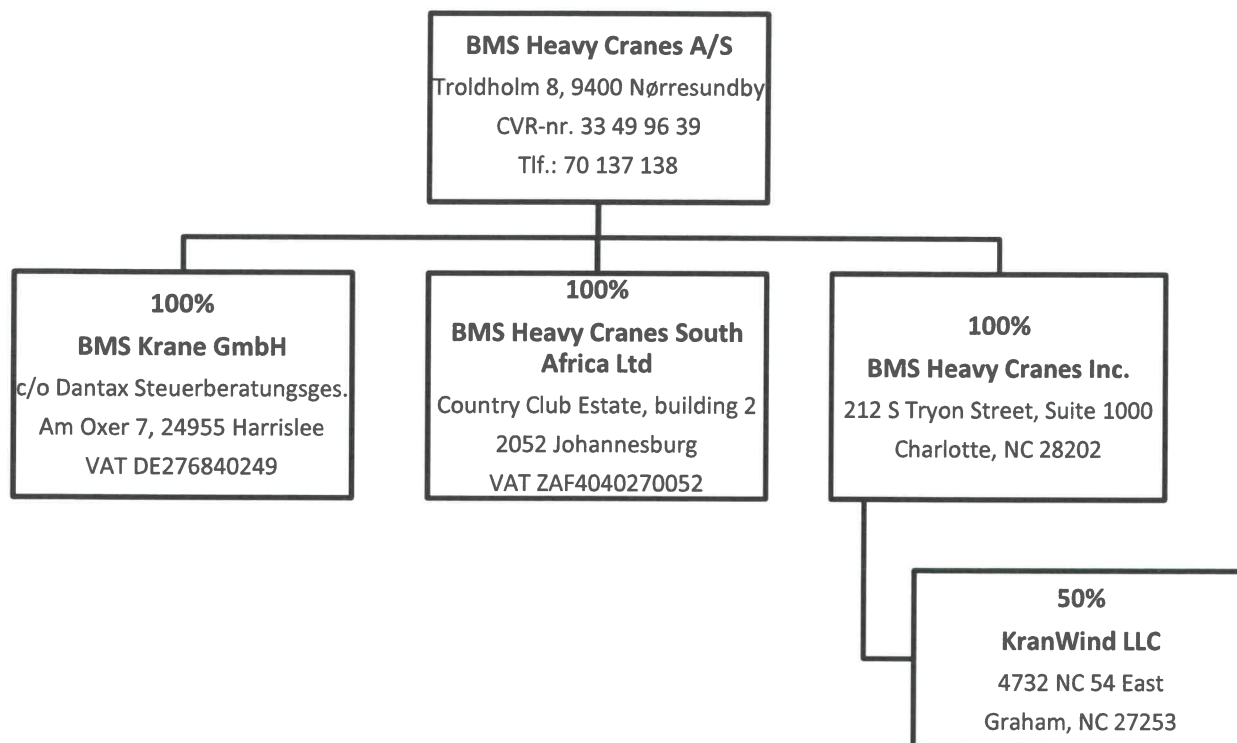 BMS Heavy Cranes A/S
Troldholm 8, 9400 Nørresundby
CVR-nr. 33 49 96 39
Tlf.: 70 137 138
100%
BMS Krane GmbH
c/o Dantax Steuerberatungsges.
Am Oxer 7, 24955 Harrislee
VAT DE276840249
100%
BMS Heavy Cranes South
Africa Ltd
Country Club Estate, building 2
2052 Johannesburg
VAT ZAF4040270052
100%
BMS Heavy Cranes Inc.
212 S Tryon Street, Suite 1000
Charlotte, NC 28202
50%
KranWind LLC
4732 NC 54 East
Graham, NC 27253